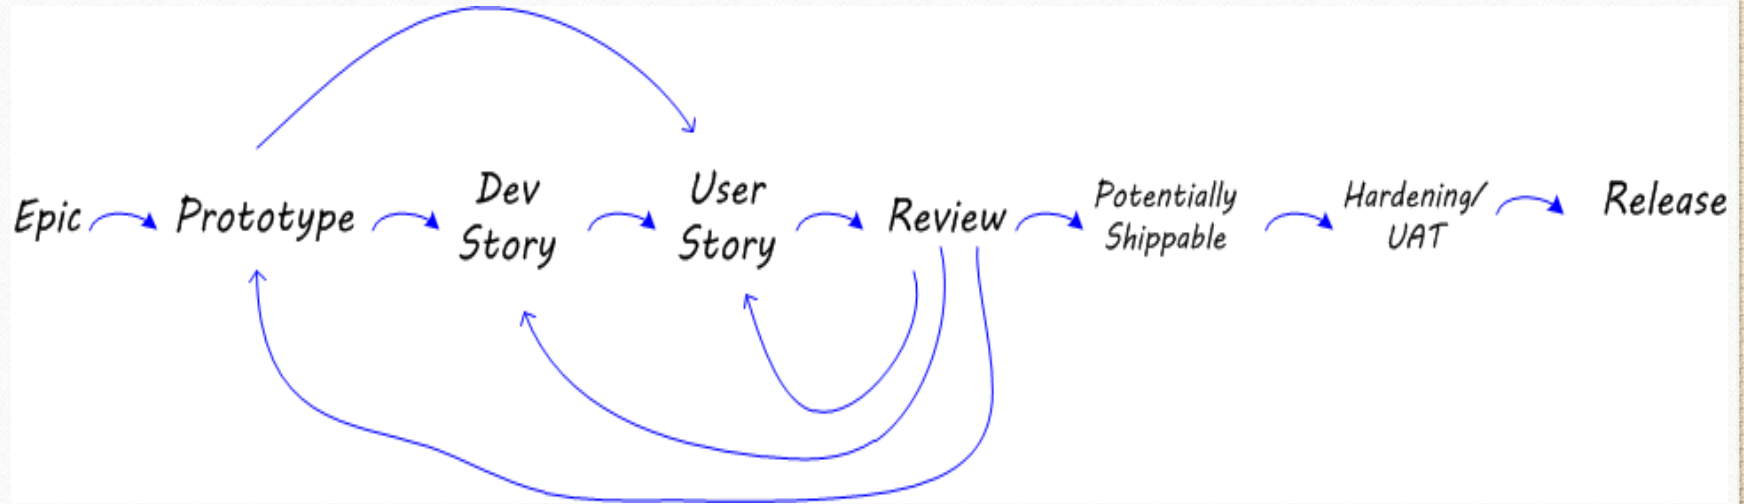 Epic
Prototype
Dev
Story
User
Story
Review
Potentially
Shippable
Hardening/
UAT
Release